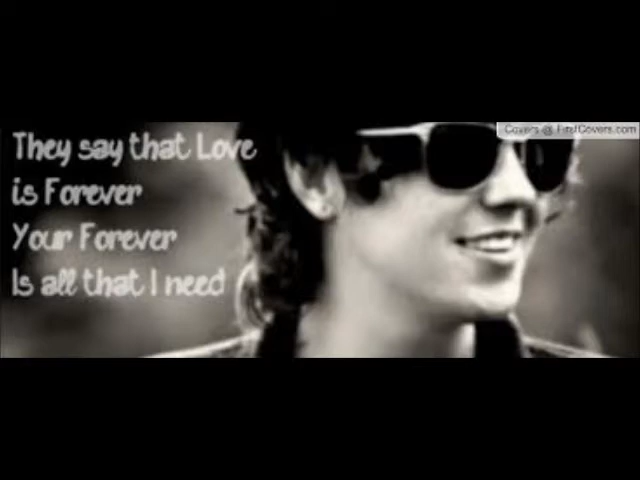 Covers @ FirstCovers.com
They say that Love
is Forever
Your Forever
Is all that I need